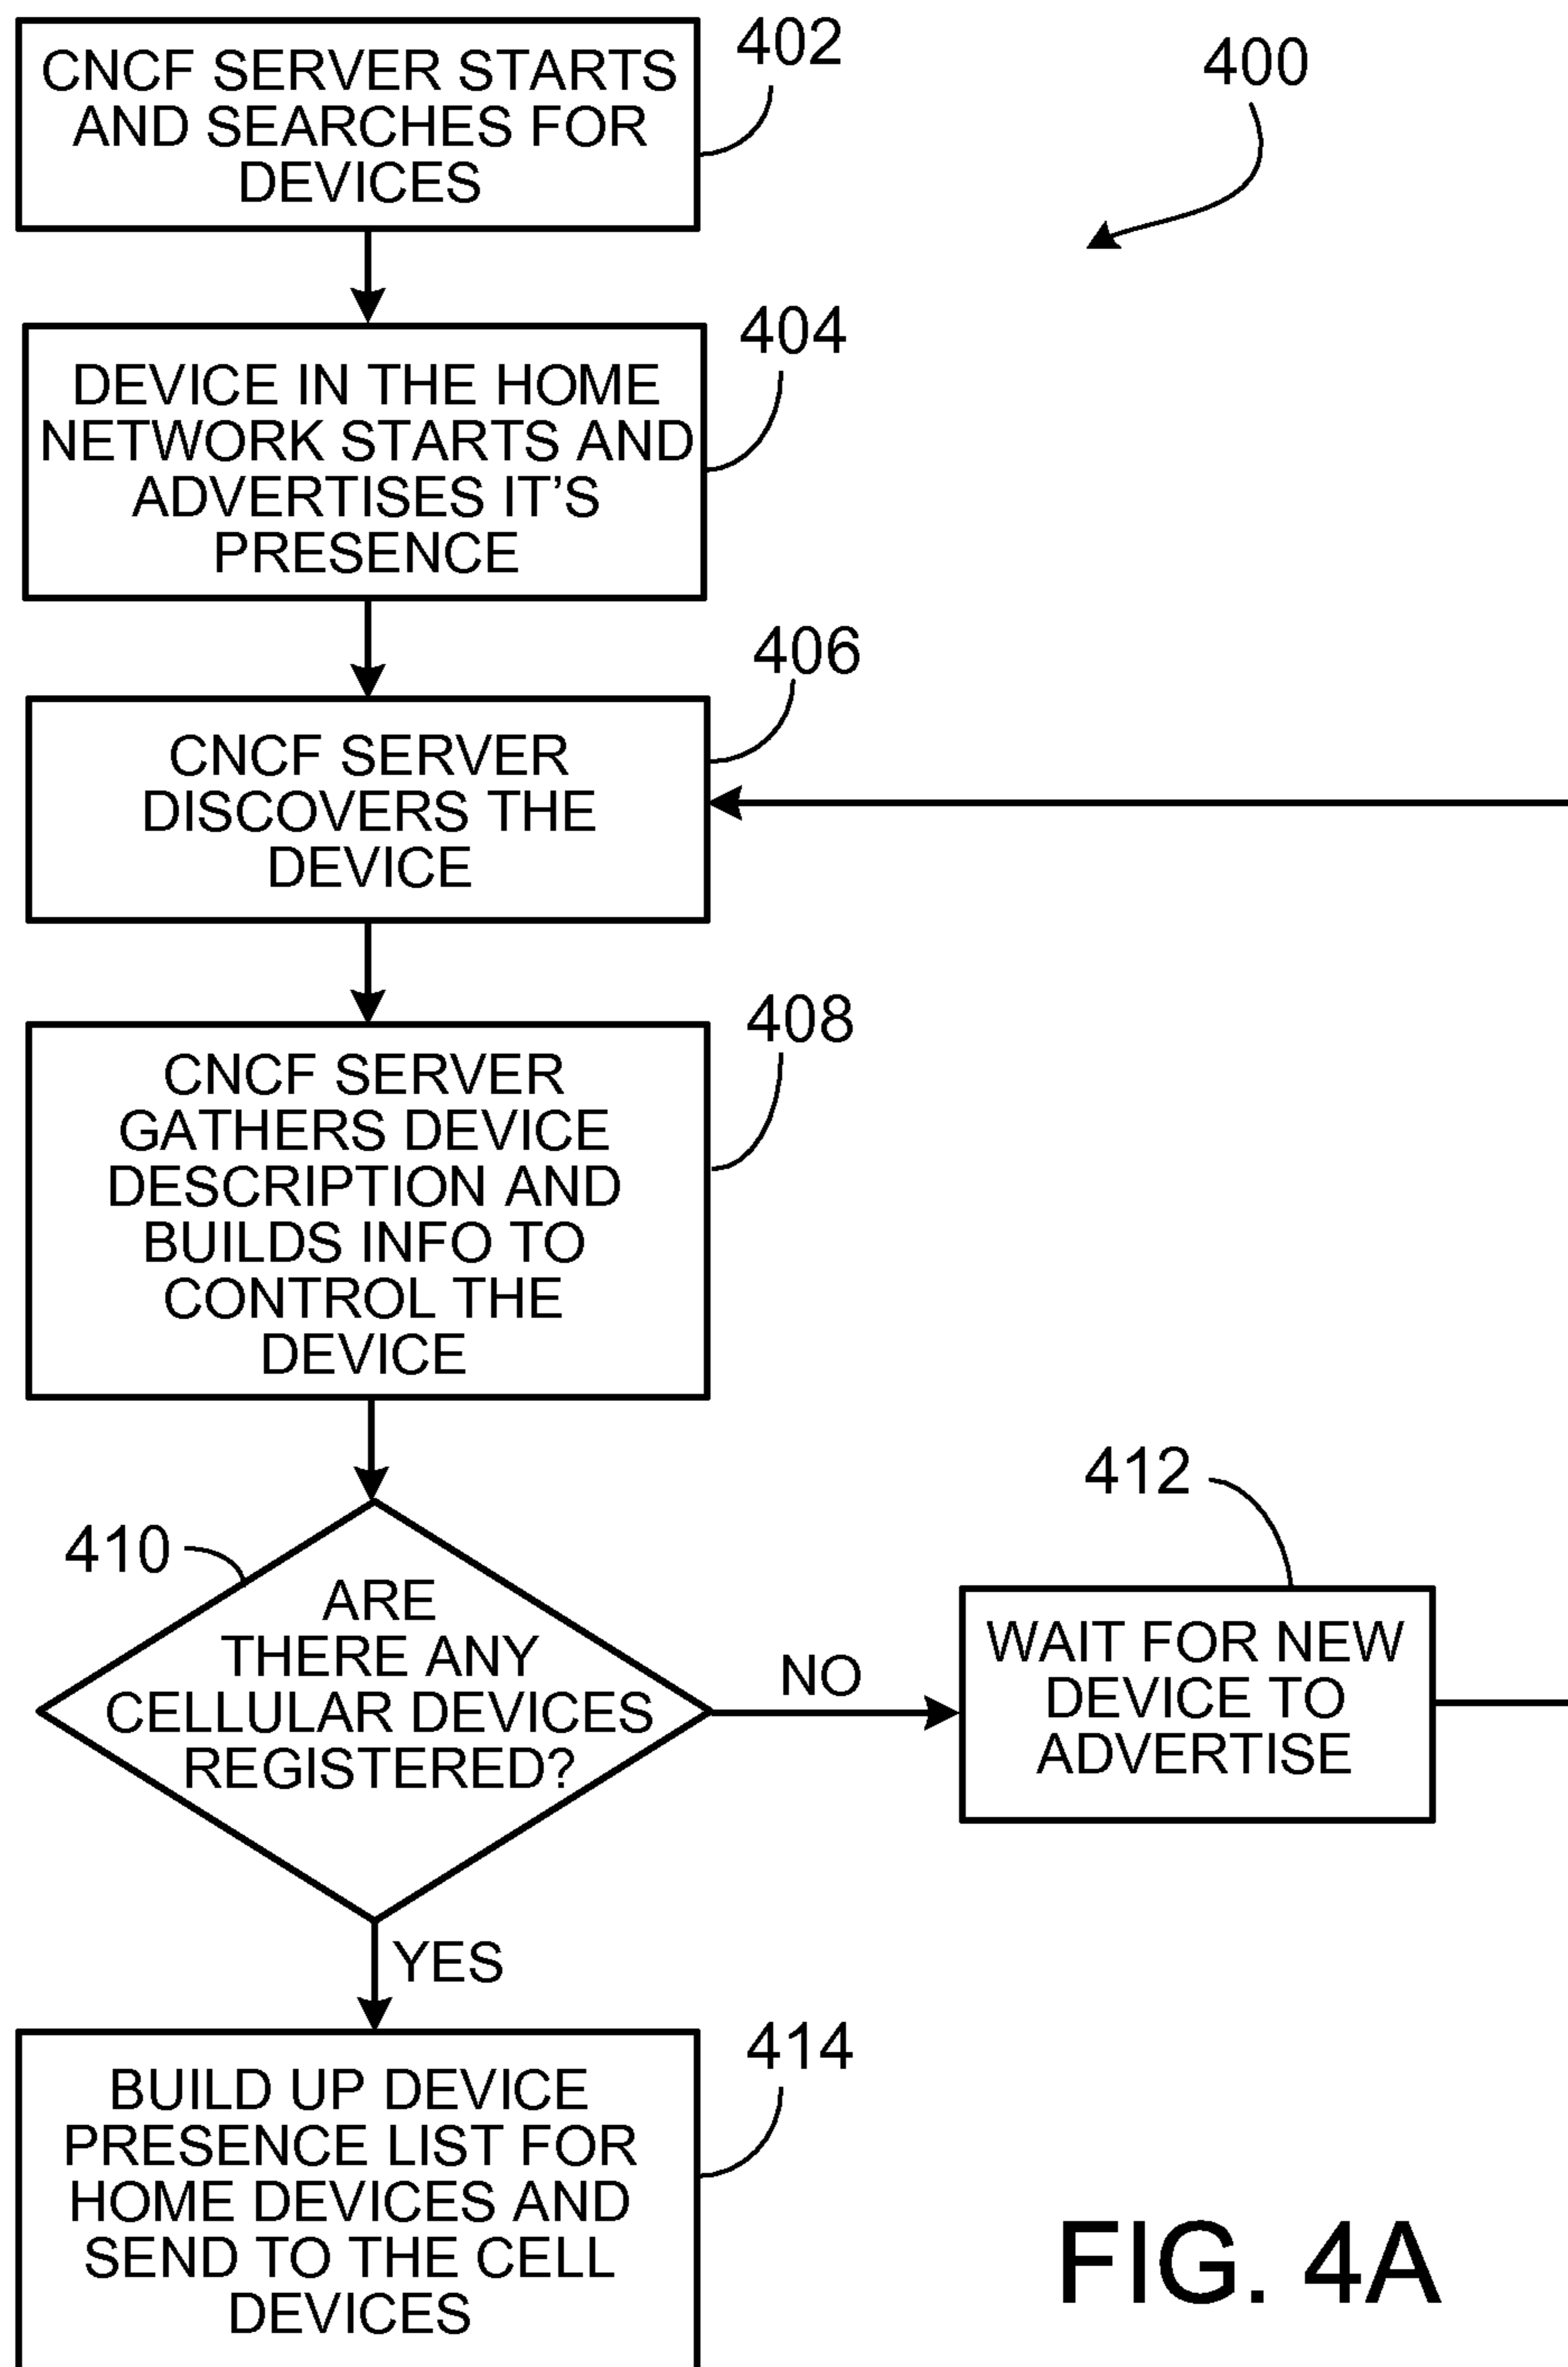 CNCF SERVER STARTS
AND SEARCHES FOR
DEVICES
402
400
DEVICE IN THE HOME
NETWORK STARTS AND
ADVERTISES IT'S
PRESENCE
404
CNCF SERVER
DISCOVERS THE
DEVICE
406
CNCF SERVER
GATHERS DEVICE
DESCRIPTION AND
BUILDS INFO TO
CONTROL THE
DEVICE
408
410
ARE
THERE ANY
CELLULAR DEVICES
REGISTERED?
NO
412
WAIT FOR NEW
DEVICE TO
ADVERTISE
YES
BUILD UP DEVICE
PRESENCE LIST FOR
HOME DEVICES AND
SEND TO THE CELL
DEVICES
414
FIG. 4A